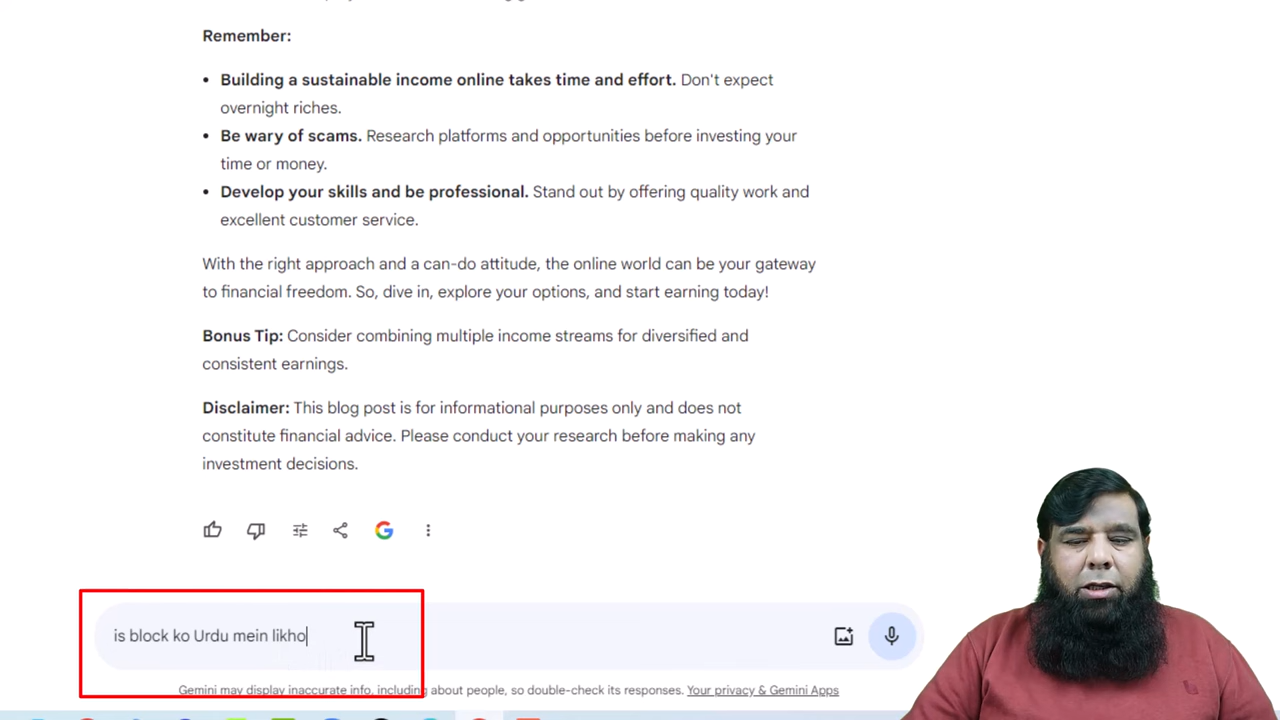 Remember:
• Building a sustainable income online takes time and effort. Don't expect
overnight riches.
• Be wary of scams. Research platforms and opportunities before investing your
time or money.
• Develop your skills and be professional. Stand out by offering quality work and
excellent customer service.
With the right approach and a can-do attitude, the online world can be your gateway
to financial freedom. So, dive in, explore your options, and start earning today!
Bonus Tip: Consider combining multiple income streams for diversified and
consistent earnings.
Disclaimer: This blog post is for informational purposes only and does not
constitute financial advice. Please conduct your research before making any
investment decisions.
is block ko Urdu mein likho
Gemini may display inaccurate info, including about people, so double-check its responses. Your privacy & Gemini Apps